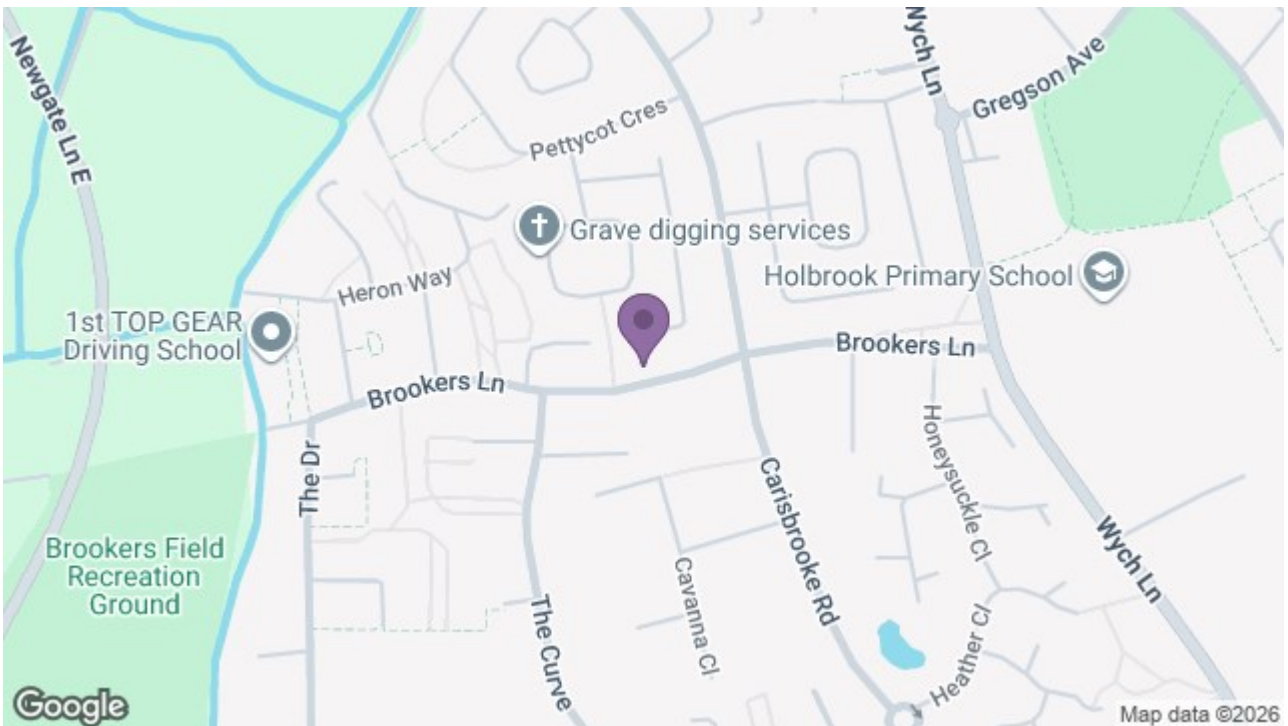 Newgate Ln E
Wych Ln
Gregson Ave
Pettycot Cres
Grave digging services
Holbrook Primary School
Heron Way
1st TOP GEAR
Driving School
Brookers Ln
Brookers Ln
The Dr
Honeysuckle Cl
Carisbrooke Rd
Wych Ln
Brookers Field
Recreation
Ground
The Curve
Cavanna Cl
Heather Cl
Google
Map data ©2026